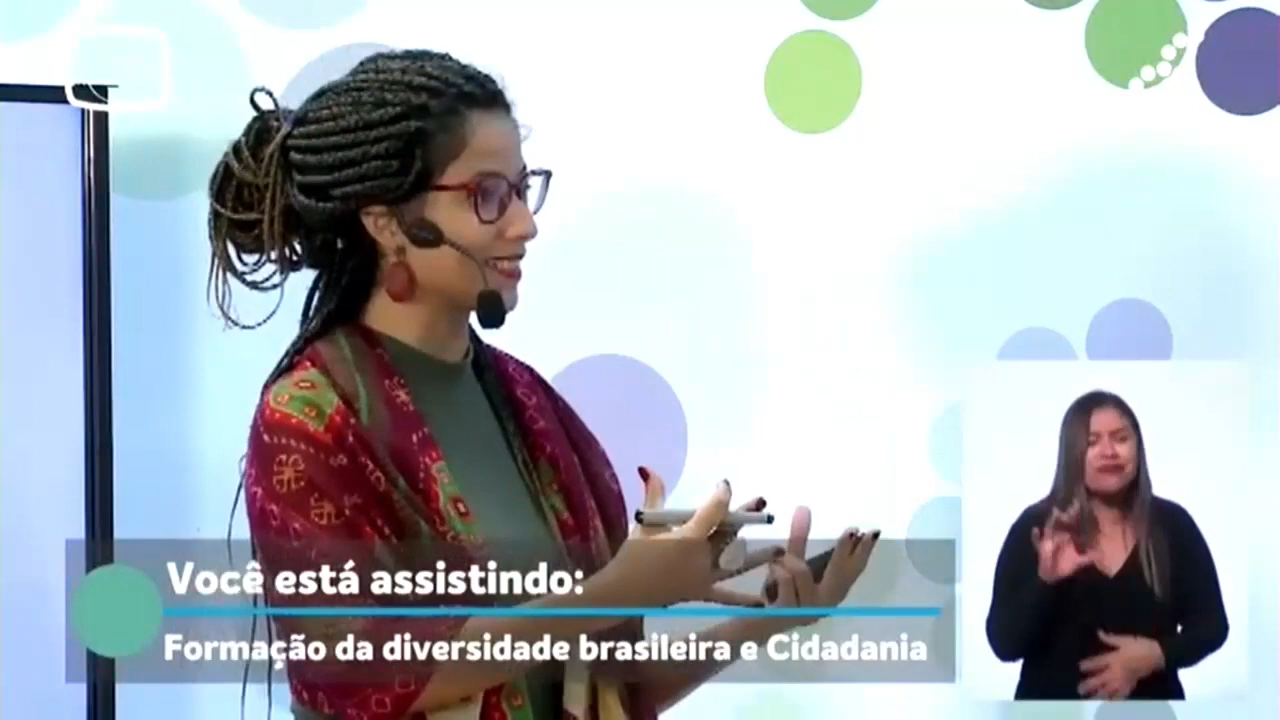 Você está assistindo:
Formação da diversidade brasileira e Cidadania